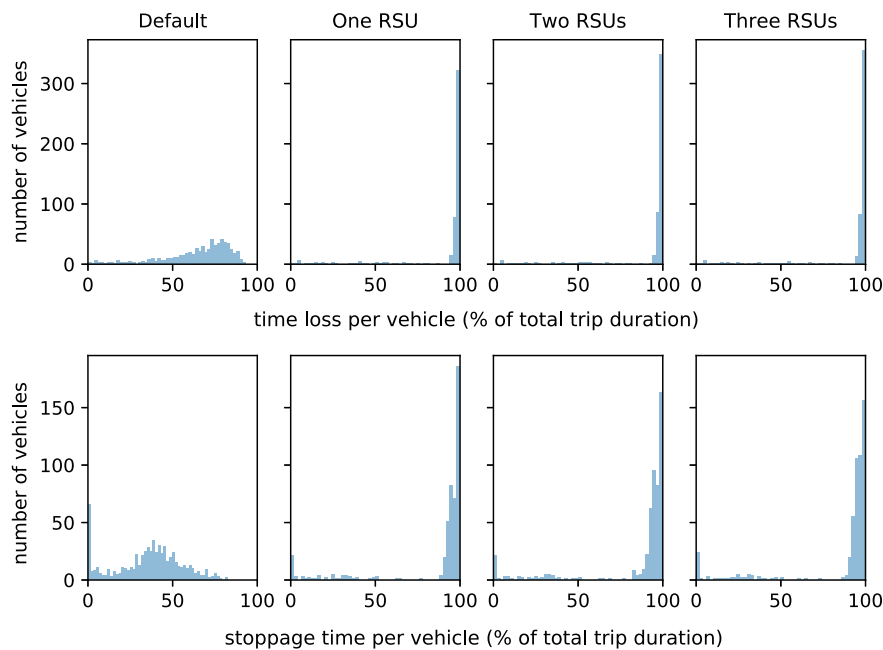 Default One RSU Two RSUs Three RSUs
number of vehicles
300
200
100
0
0 50 100 0 50 100 0 50 100 0 50 100
time loss per vehicle (% of total trip duration)
number of vehicles
150
100
50
0
0 50 100 0 50 100 0 50 100 0 50 100
stoppage time per vehicle (% of total trip duration)